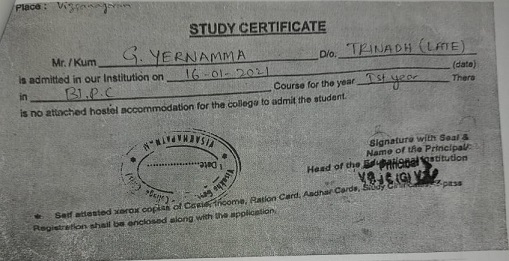 Place : Vizianagaram
STUDY CERTIFICATE
Mr. / Kum G. YERNAMMA D/o: TRINADH (LATE)
is admitted in our Institution on 16-01-2021 (date)
in Bi.P.C Course for the year Ist year There
is no attached hostel accommodation for the college to admit the student.
Signature with Seal &
Name of the Principal/
Head of the Institution
VISAKHAPATNAM
Date
* Self attested xerox copies of Caste, Income, Ration Card, Aadhar Cards, Study
Registration shall be enclosed along with the application.